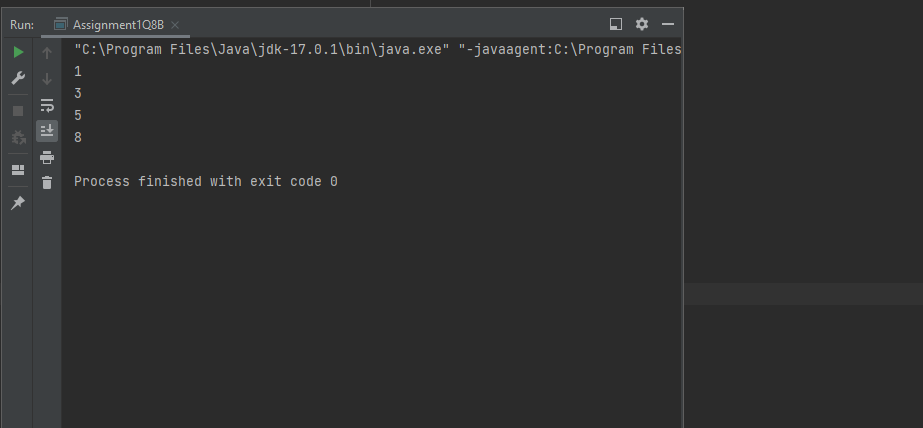 Run: Assignment1Q8B
"C:\Program Files\Java\jdk-17.0.1\bin\java.exe" "-javaagent:C:\Program Files
1
3
5
8
Process finished with exit code 0